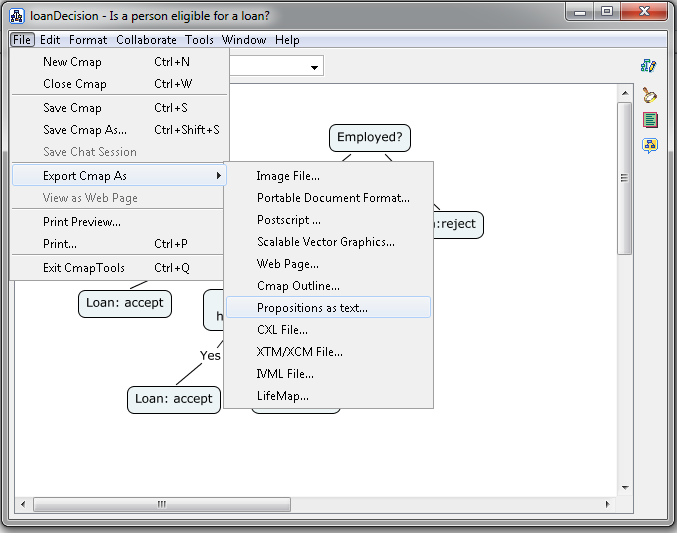 loanDecision - Is a person eligible for a loan?
File Edit Format Collaborate Tools Window Help
New Cmap Ctrl+N
Close Cmap Ctrl+W
Save Cmap Ctrl+S
Save Cmap As... Ctrl+Shift+S
Save Chat Session
Export Cmap As
View as Web Page
Print Preview...
Print... Ctrl+P
Exit CmapTools Ctrl+Q
Image File...
Portable Document Format...
Postscript ...
Scalable Vector Graphics...
Web Page...
Cmap Outline...
Propositions as text...
CXL File...
XTM/XCM File...
IVML File...
LifeMap...
Employed?
:reject
Loan: accept
Yes
Loan: accept